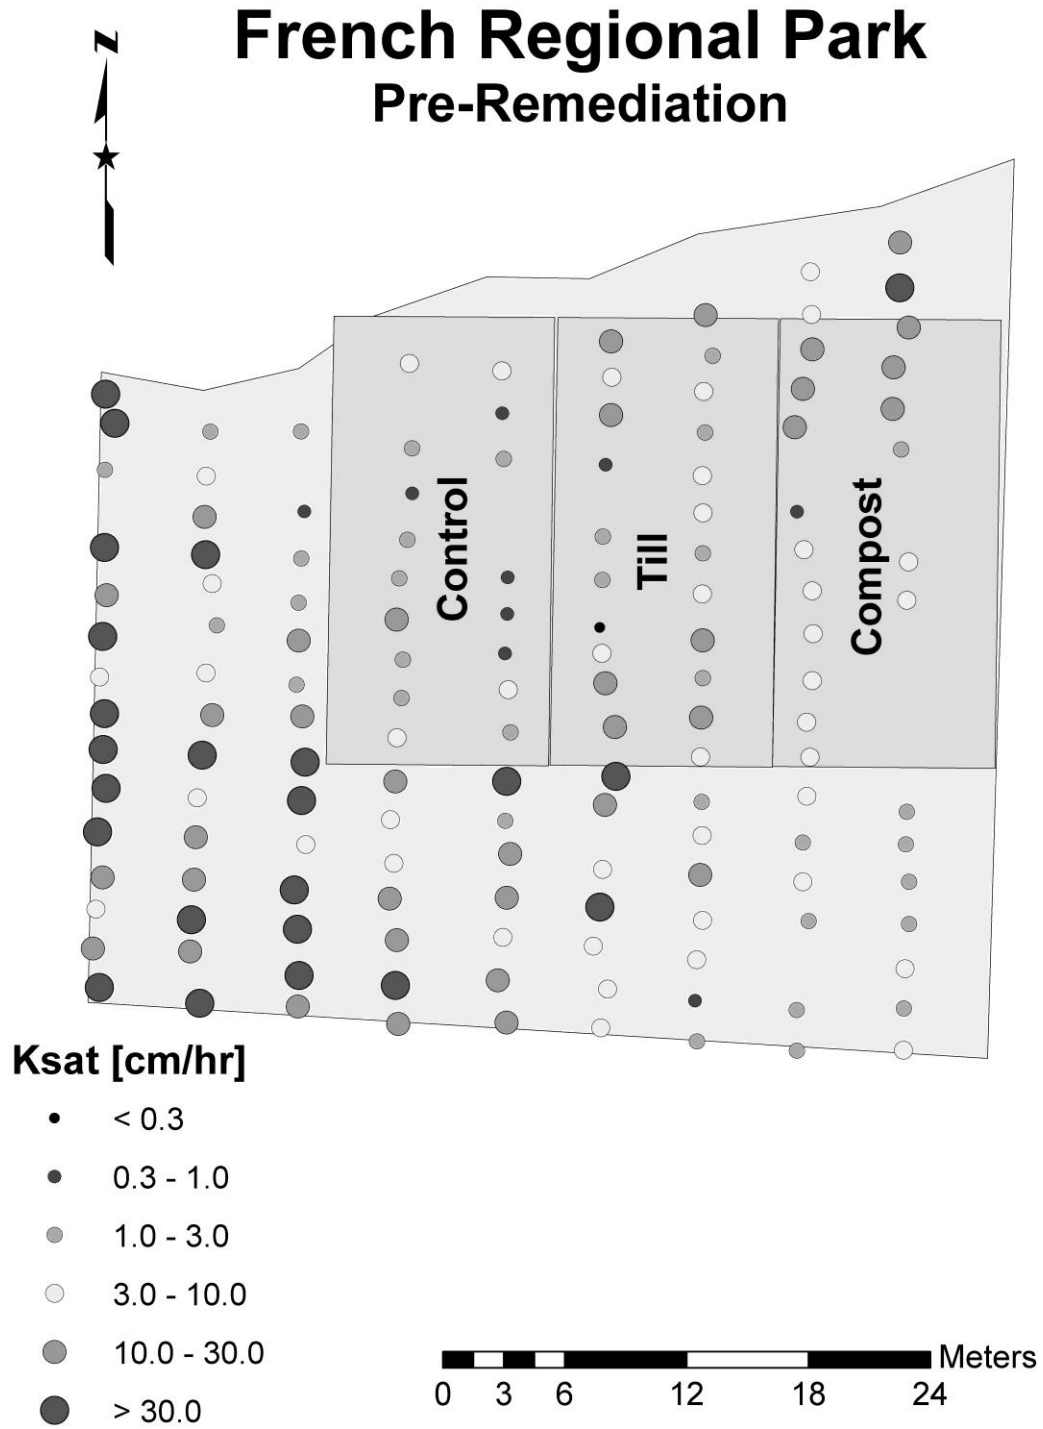 French Regional Park
Pre-Remediation
N
Control
Till
Compost
Ksat [cm/hr]
< 0.3
0.3 - 1.0
1.0 - 3.0
3.0 - 10.0
10.0 - 30.0
> 30.0
Meters
0 3 6 12 18 24